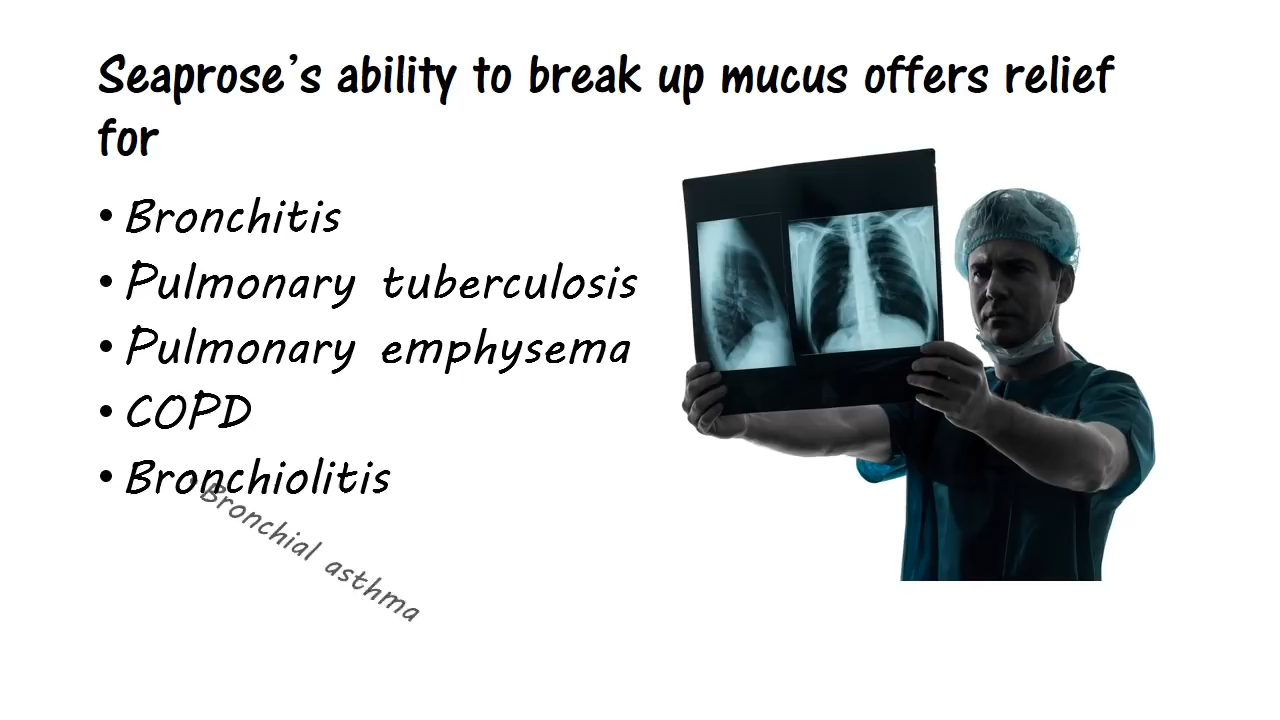 Seaprose's ability to break up mucus offers relief
for
• Bronchitis
• Pulmonary tuberculosis
• Pulmonary emphysema
• COPD
• Bronchiolitis
• Bronchial asthma